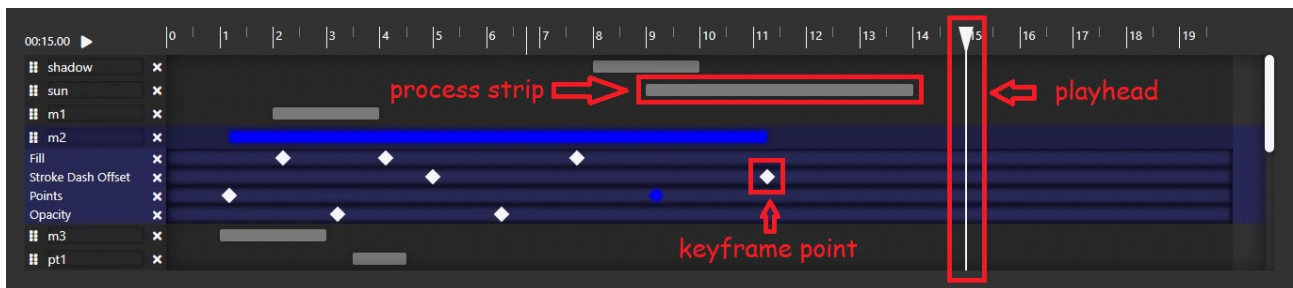 00:15.00 0 1 2 3 4 5 6 7 8 9 10 11 12 13 14 15 16 17 18 19
shadow
sun
process strip
playhead
m1
m2
Fill
Stroke Dash Offset
Points
Opacity
m3
keyframe point
pt1